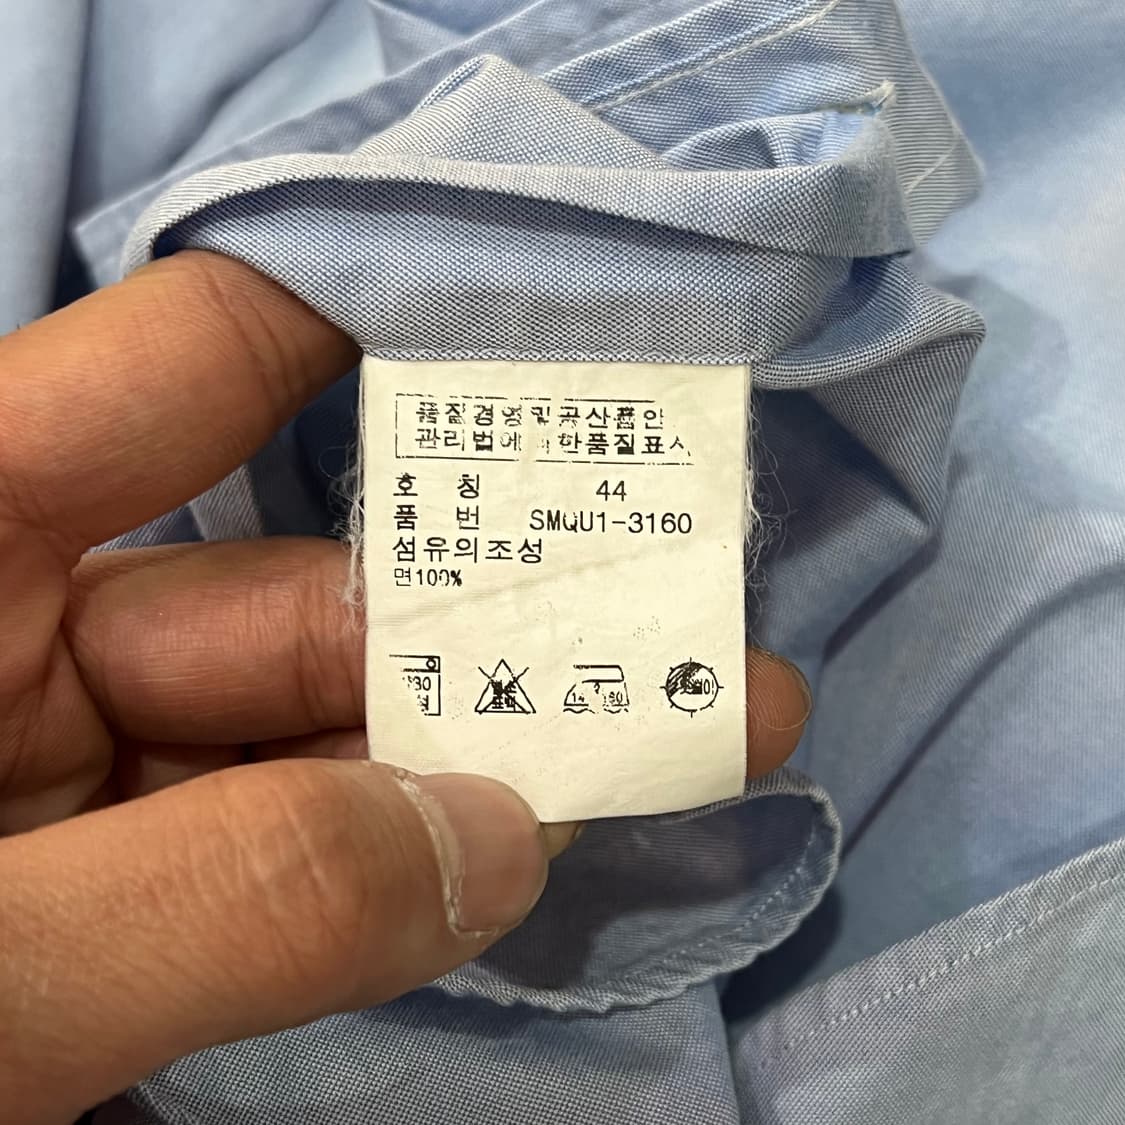 품질경영및공산품안
관리법에 한품질표시
호 칭 44
품 번 SMQU1-3160
섬유의조성
면100%